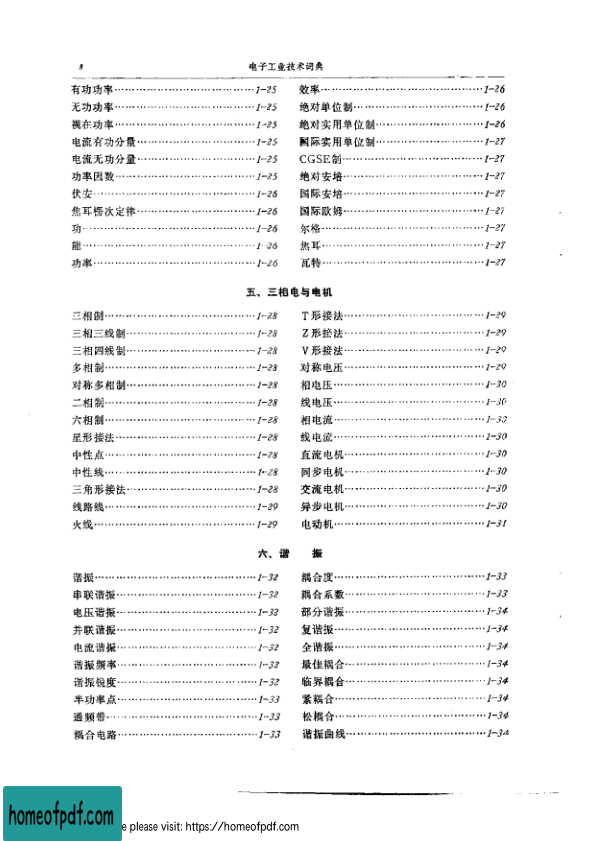 8
电子工业技术词典
有功功率……1-25
无功功率……1-25
视在功率……1-25
电流有功分量……1-25
电流无功分量……1-25
功率因数……1-25
伏安……1-26
焦耳楞次定律……1-26
功……1-26
能……1-26
功率……1-26
效率……1-26
绝对单位制……1-26
绝对实用单位制……1-26
国际实用单位制……1-27
CGSE制……1-27
绝对安培……1-27
国际安培……1-27
国际欧姆……1-27
尔格……1-27
焦耳……1-27
瓦特……1-27
五、三相电与电机
三相制……1-28
三相三线制……1-28
三相四线制……1-28
多相制……1-28
对称多相制……1-28
二相制……1-28
六相制……1-28
星形接法……1-28
中性点……1-28
中性线……1-28
三角形接法……1-28
线路线……1-29
火线……1-29
T形接法……1-29
Z形接法……1-29
V形接法……1-29
对称电压……1-29
相电压……1-30
线电压……1-30
相电流……1-30
线电流……1-30
直流电机……1-30
同步电机……1-30
交流电机……1-30
异步电机……1-30
电动机……1-31
六、谐 振
谐振……1-32
串联谐振……1-32
电压谐振……1-32
并联谐振……1-32
电流谐振……1-32
谐振频率……1-32
谐振锐度……1-32
半功率点……1-33
通频带……1-33
耦合电路……1-33
耦合度……1-33
耦合系数……1-33
部分谐振……1-34
复谐振……1-34
全谐振……1-34
最佳耦合……1-34
临界耦合……1-34
紧耦合……1-34
松耦合……1-34
谐振曲线……1-34
homeofpdf.com
e please visit: https://homeofpdf.com